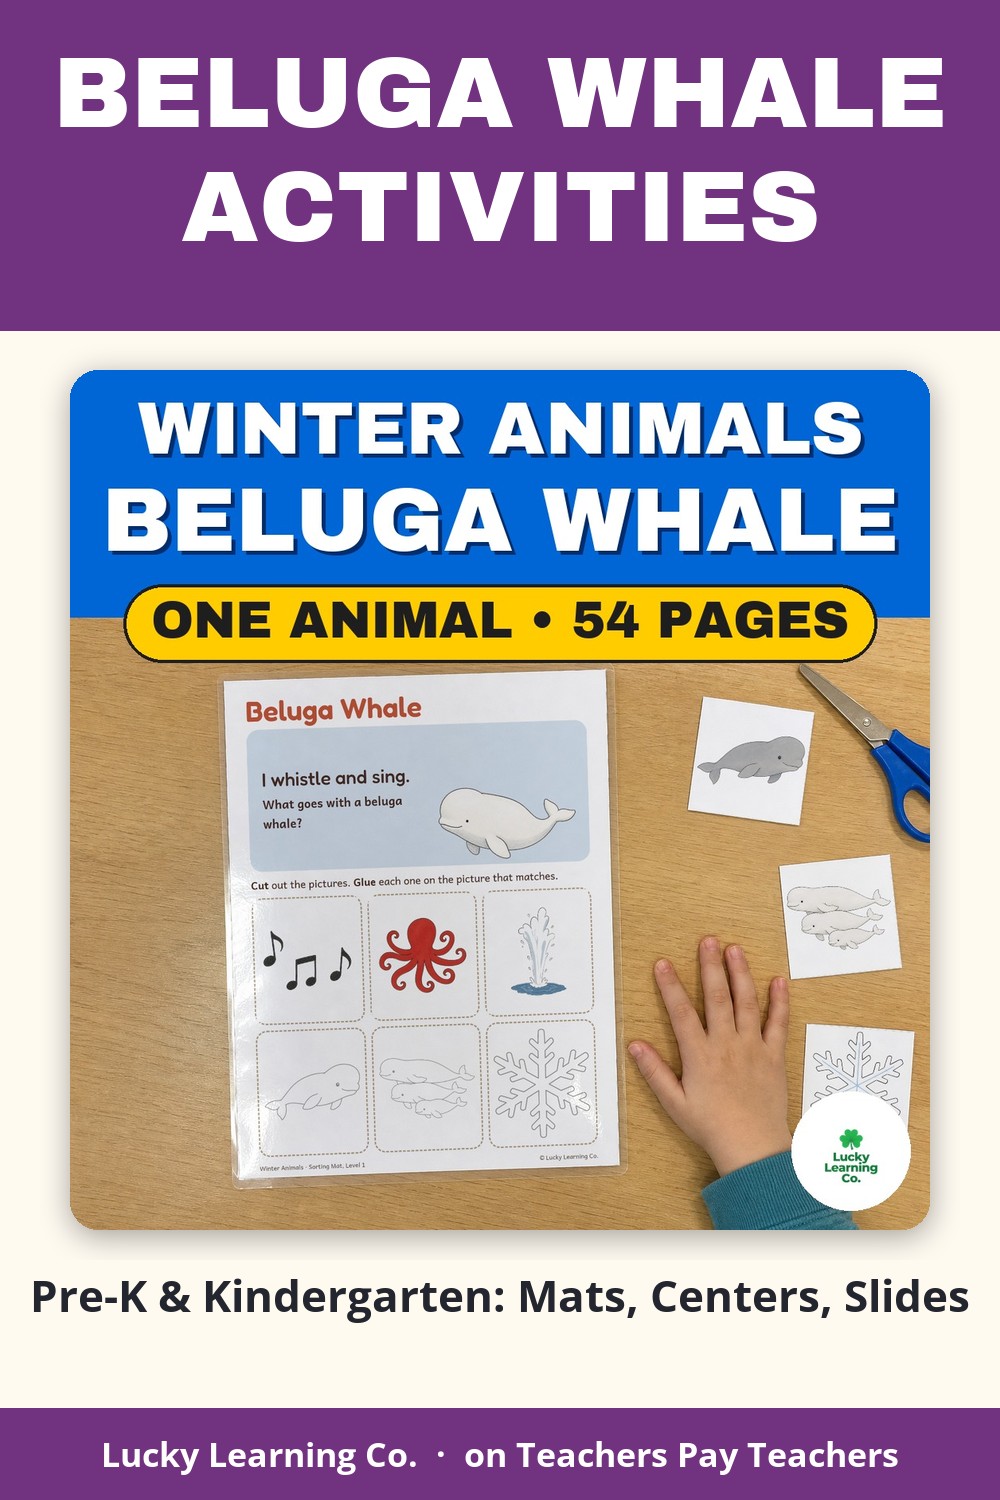 BELUGA WHALE
ACTIVITIES
WINTER ANIMALS
BELUGA WHALE
ONE ANIMAL • 54 PAGES
Beluga Whale
I whistle and sing.
What goes with a beluga
whale?
Cut out the pictures. Glue each one on the picture that matches.
Winter Animals - Sorting Mat, Level 1
© Lucky Learning Co.
Lucky
Learning
Co.
Pre-K & Kindergarten: Mats, Centers, Slides
Lucky Learning Co. · on Teachers Pay Teachers